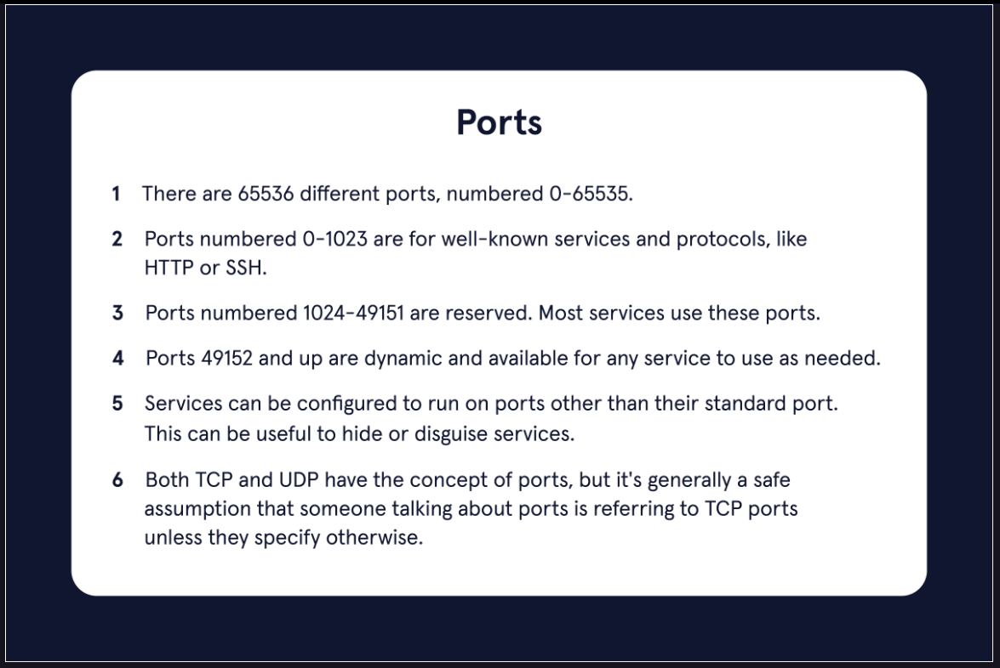 Ports
1 There are 65536 different ports, numbered 0-65535.
2 Ports numbered 0-1023 are for well-known services and protocols, like
HTTP or SSH.
3 Ports numbered 1024-49151 are reserved. Most services use these ports.
4 Ports 49152 and up are dynamic and available for any service to use as needed.
5 Services can be configured to run on ports other than their standard port.
This can be useful to hide or disguise services.
6 Both TCP and UDP have the concept of ports, but it's generally a safe
assumption that someone talking about ports is referring to TCP ports
unless they specify otherwise.